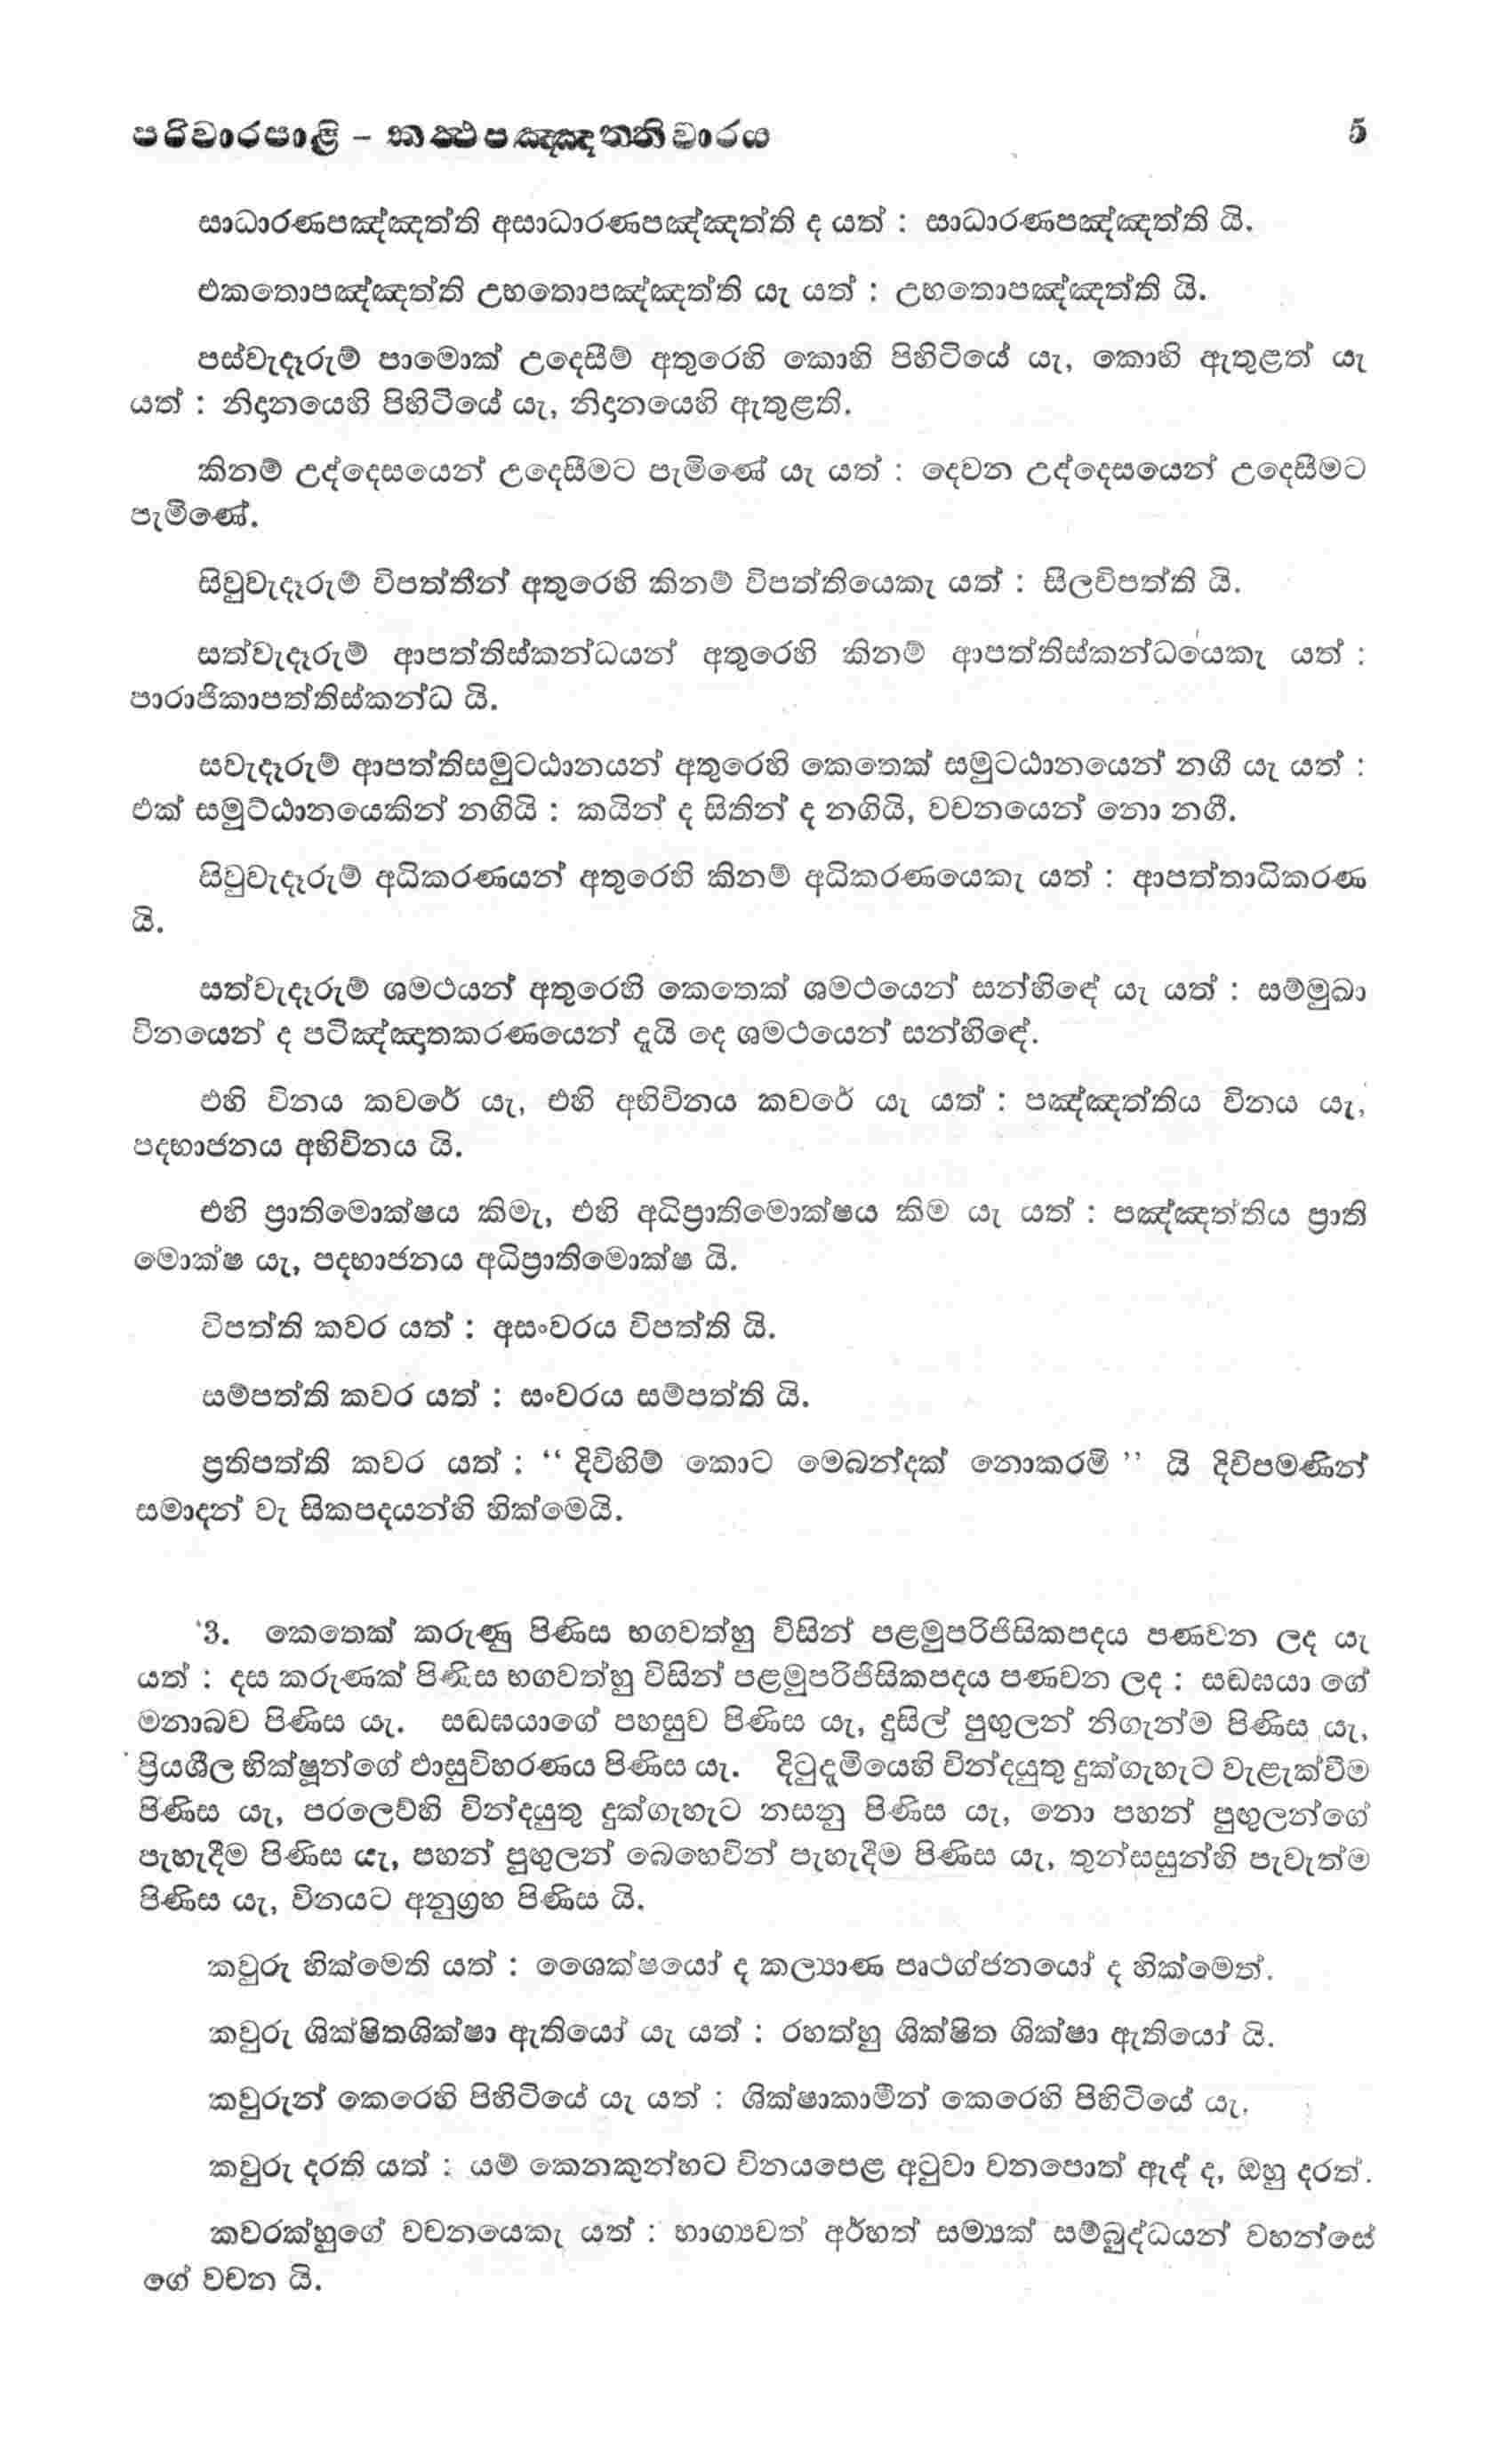 පරිවාරපාළි – කත්ථපඤ්ඤත්තිවාරය 5
සාධාරණපඤ්ඤත්ති අසාධාරණපඤ්ඤත්ති ද යත් : සාධාරණපඤ්ඤත්ති යි.
එකතොපඤ්ඤත්ති උභතොපඤ්ඤත්ති යැ යත් : උභතොපඤ්ඤත්ති යි.
පස්වැදෑරුම් පාමොක් උදෙසීම් අතුරෙහි කොහි පිහිටියේ යැ, කොහි ඇතුළත් යැ
යත් : නිදානයෙහි පිහිටියේ යැ, නිදානයෙහි ඇතුළති.
කිනම් උද්දෙසයෙන් උදෙසීමට පැමිණේ යැ යත් : දෙවන උද්දෙසයෙන් උදෙසීමට
පැමිණේ.
සිවුවැදෑරුම් විපත්තීන් අතුරෙහි කිනම් විපත්තියෙකැ යත් : සීලවිපත්ති යි.
සත්වැදෑරුම් ආපත්තිස්කන්ධයන් අතුරෙහි කිනම් ආපත්තිස්කන්ධයෙකැ යත් :
පාරාජිකාපත්තිස්කන්ධ යි.
සවැදෑරුම් ආපත්තිසමුටඨානයන් අතුරෙහි කෙතෙක් සමුටඨානයෙන් නගී යැ යත් :
එක් සමුට්ඨානයෙකින් නගියි : කයින් ද සිතින් ද නගියි, වචනයෙන් නො නගී.
සිවුවැදෑරුම් අධිකරණයන් අතුරෙහි කිනම් අධිකරණයෙකැ යත් : ආපත්තාධිකරණ
යි.
සත්වැදෑරුම් ශමථයන් අතුරෙහි කෙතෙක් ශමථයෙන් සන්හිඳේ යැ යත් : සම්මුඛා
විනයෙන් ද පටිඤ්ඤාතකරණයෙන් දැයි දෙ ශමථයෙන් සන්හිඳේ.
එහි විනය කවරේ යැ, එහි අභිවිනය කවරේ යැ යත් : පඤ්ඤත්තිය විනය යැ,
පදභාජනය අභිවිනය යි.
එහි ප්‍රාතිමොක්ෂය කිමැ, එහි අධිප්‍රාතිමොක්ෂය කිම යැ යත් : පඤ්ඤත්තිය ප්‍රාති
මොක්ෂ යැ, පදභාජනය අධිප්‍රාතිමොක්ෂ යි.
විපත්ති කවර යත් : අසංවරය විපත්ති යි.
සම්පත්ති කවර යත් : සංවරය සම්පත්ති යි.
ප්‍රතිපත්ති කවර යත් : “ දිවිහිම් කොට මෙබන්දක් නොකරමි ” යි දිවිපමණින්
සමාදන් වැ සිකපදයන්හි හික්මෙයි.
3. කෙතෙක් කරුණු පිණිස භගවත්හු විසින් පළමුපරිජිසිකපදය පණවන ලද යැ
යත් : දස කරුණක් පිණිස භගවත්හු විසින් පළමුපරිජිසිකපදය පණවන ලද : සඬඝයා ගේ
මනාබව පිණිස යැ. සඬඝයාගේ පහසුව පිණිස යැ, දුසිල් පුඟුලන් නිගැන්ම පිණිස යැ,
ප්‍රියශීල භික්ෂූන්ගේ ඵාසුවිහරණය පිණිස යැ. දිටුදැමියෙහි වින්දයුතු දුක්ගැහැට වැළැක්වීම
පිණිස යැ, පරලෙව්හි වින්දයුතු දුක්ගැහැට නසනු පිණිස යැ, නො පහන් පුඟුලන්ගේ
පැහැදීම පිණිස යැ, පහන් පුඟුලන් බෙහෙවින් පැහැදීම පිණිස යැ, තුන්සසුන්හි පැවැත්ම
පිණිස යැ, විනයට අනුග්‍රහ පිණිස යි.
කවුරු හික්මෙති යත් : ශෛක්ෂයෝ ද කල්‍යාණ පෘථග්ජනයෝ ද හික්මෙත්.
කවුරු ශික්ෂිතශික්ෂා ඇතියෝ යැ යත් : රහත්හු ශික්ෂිත ශික්ෂා ඇතියෝ යි.
කවුරුන් කෙරෙහි පිහිටියේ යැ යත් : ශික්ෂාකාමීන් කෙරෙහි පිහිටියේ යැ.
කවුරු දරති යත් : යම් කෙනකුන්හට විනයපෙළ අටුවා වනපොත් ඇද් ද, ඔහු දරත්.
කවරක්හුගේ වචනයෙකැ යත් : භාග්‍යවත් අර්හත් සම්‍යක් සම්බුද්ධයන් වහන්සේ
ගේ වචන යි.